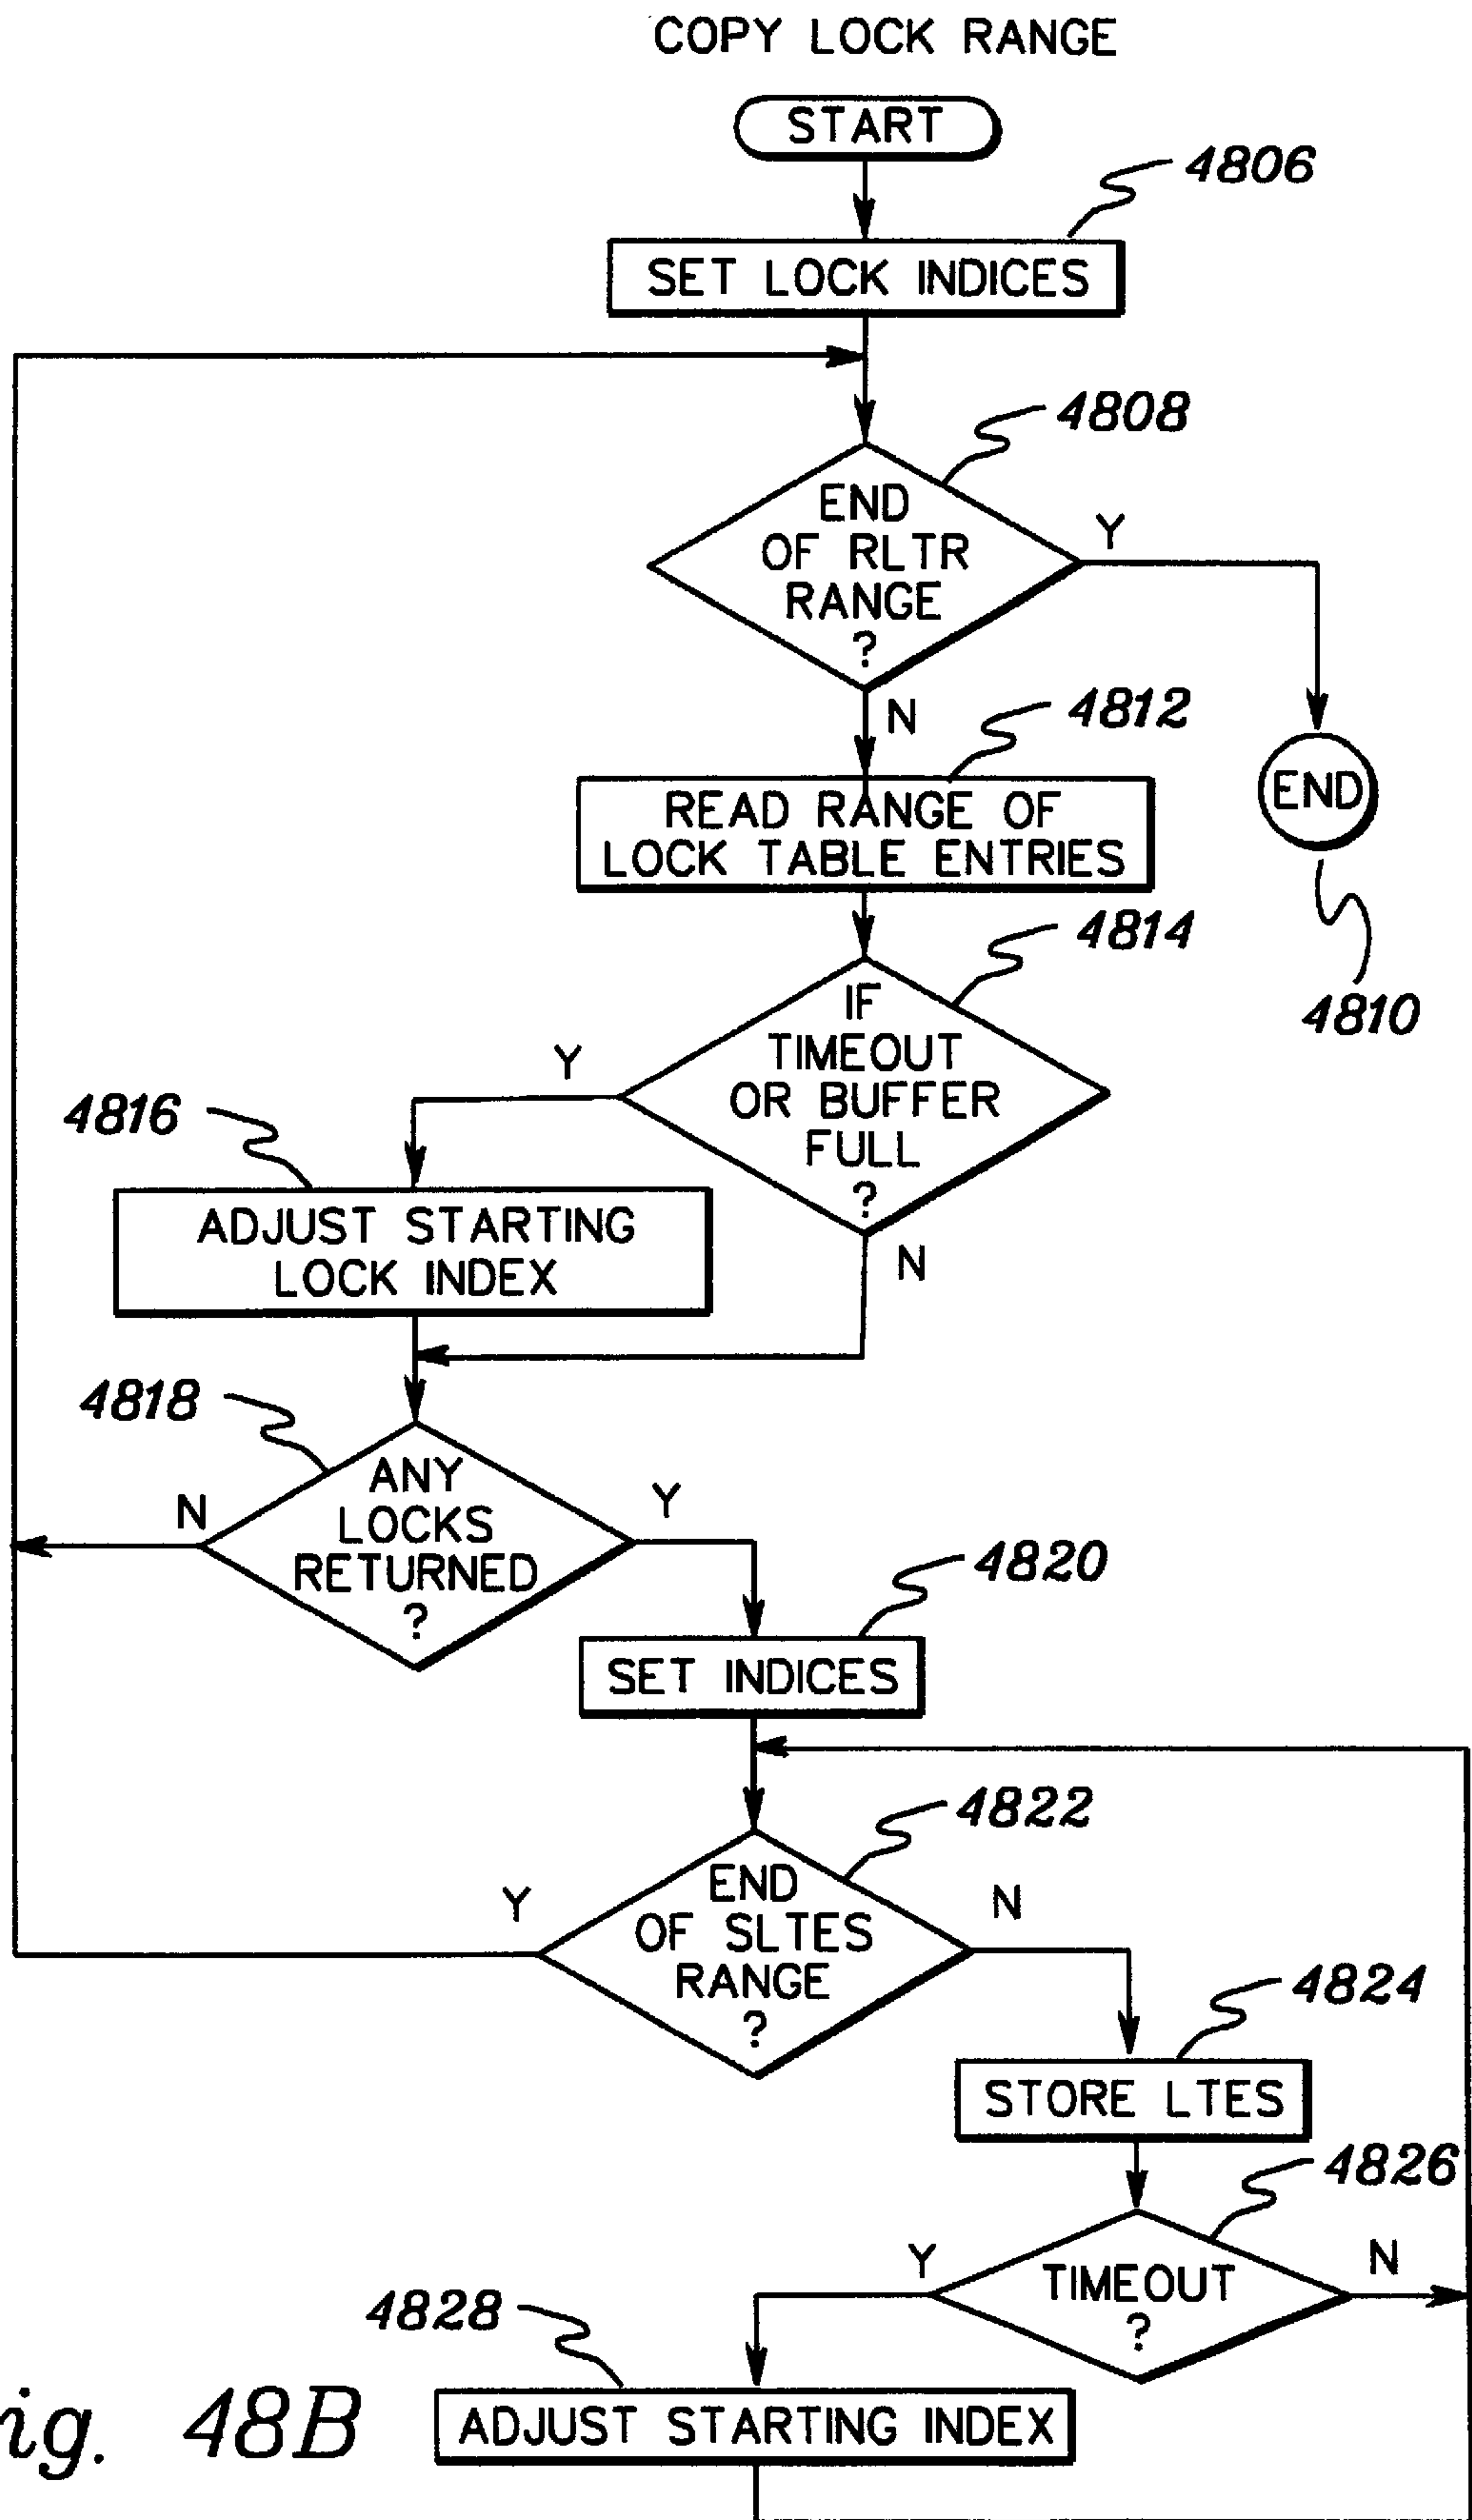 COPY LOCK RANGE
START
4806
SET LOCK INDICES
4808
END
OF RLTR
RANGE
?
Y
N
4812
READ RANGE OF
LOCK TABLE ENTRIES
END
4810
4814
IF
TIMEOUT
OR BUFFER
FULL
?
Y
N
4816
ADJUST STARTING
LOCK INDEX
4818
ANY
LOCKS
RETURNED
?
N
Y
4820
SET INDICES
4822
END
OF SLTES
RANGE
?
Y
N
4824
STORE LTES
4826
TIMEOUT
?
Y
N
4828
ADJUST STARTING INDEX
ig. 48B